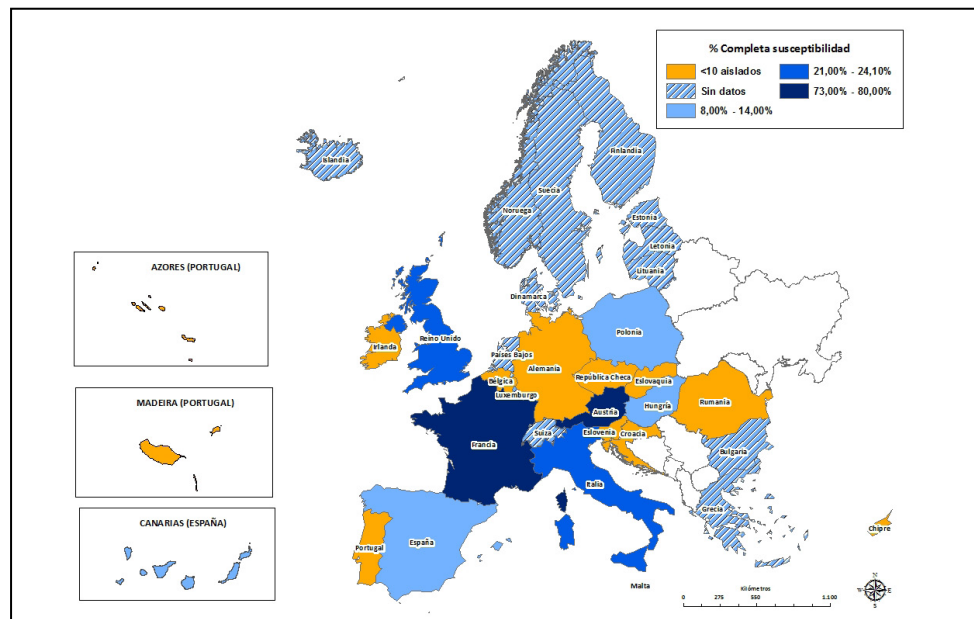 % Completa susceptibilidad
<10 aislados
21,00% - 24,10%
Sin datos
73,00% - 80,00%
8,00% - 14,00%
Islandia
Finlandia
Suecia
Noruega
Estonia
Letonia
Lituania
Dinamarca
AZORES (PORTUGAL)
Irlanda
Reino Unido
Países Bajos
Polonia
Alemania
Bélgica
República Checa
Eslovaquia
Luxemburgo
MADEIRA (PORTUGAL)
Rumanía
Austria
Hungría
Suiza
Eslovenia
Croacia
Francia
Bulgaria
Italia
Grecia
CANARIAS (ESPAÑA)
Chipre
Portugal
España
Malta
Kilómetros
0 275 550 1.100
N
E
S